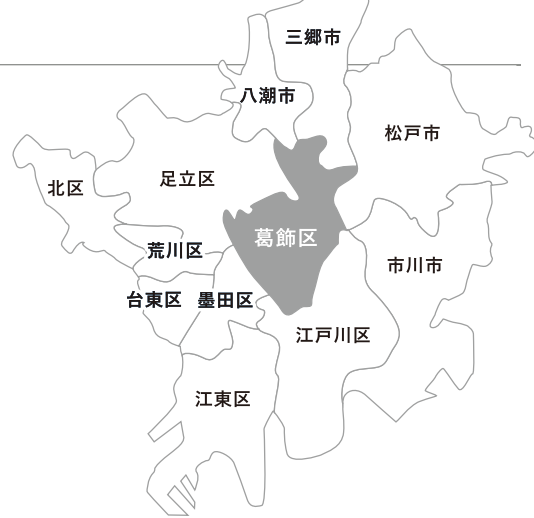 三郷市
八潮市
松戸市
足立区
北区
葛飾区
荒川区
市川市
台東区
墨田区
江戸川区
江東区